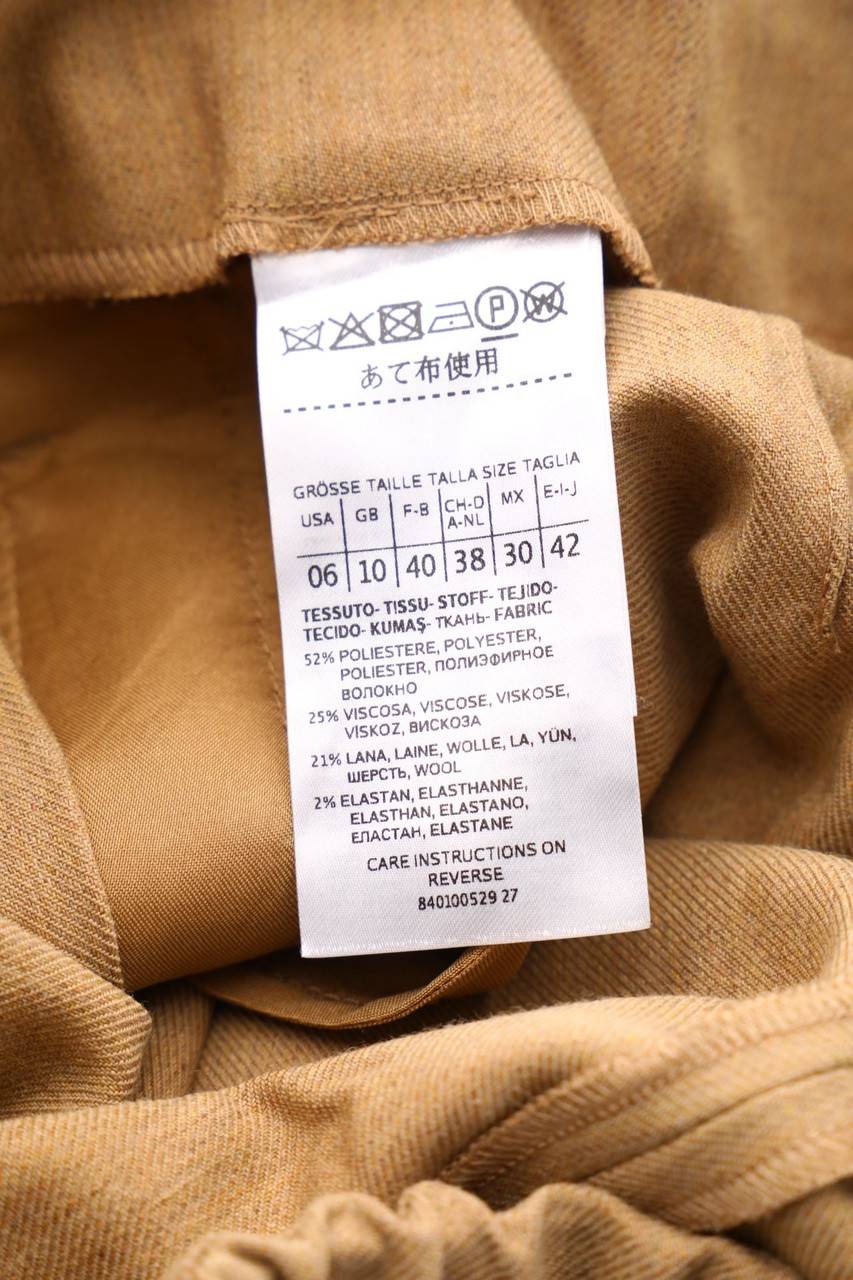 P W
あて布使用
GRÖSSE TAILLE TALLA SIZE TAGLIA
USA GB F-B CH-D A-NL MX E-I-J
06 10 40 38 30 42
TESSUTO- TISSU- STOFF- TEJIDO-
TECIDO- KUMAŞ- ТКАНЬ- FABRIC
52% POLIESTERE, POLYESTER,
POLIESTER, ПОЛИЭФИРНОЕ
ВОЛОКНО
25% VISCOSA, VISCOSE, VISKOSE,
VISKOZ, ВИСКОЗА
21% LANA, LAINE, WOLLE, LA, YÜN,
ШЕРСТЬ, WOOL
2% ELASTAN, ELASTHANNE,
ELASTHAN, ELASTANO,
ЕЛАСТАН, ELASTANE
CARE INSTRUCTIONS ON
REVERSE
840100529 27